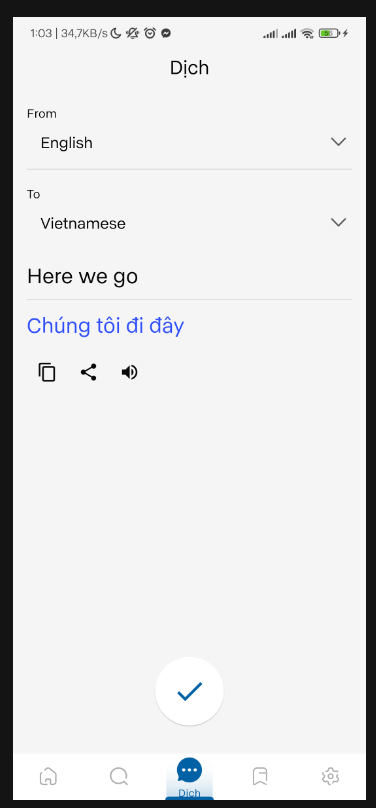 1:03 | 34,7KB/s
Dịch
From
English
To
Vietnamese
Here we go
Chúng tôi đi đây
Dịch